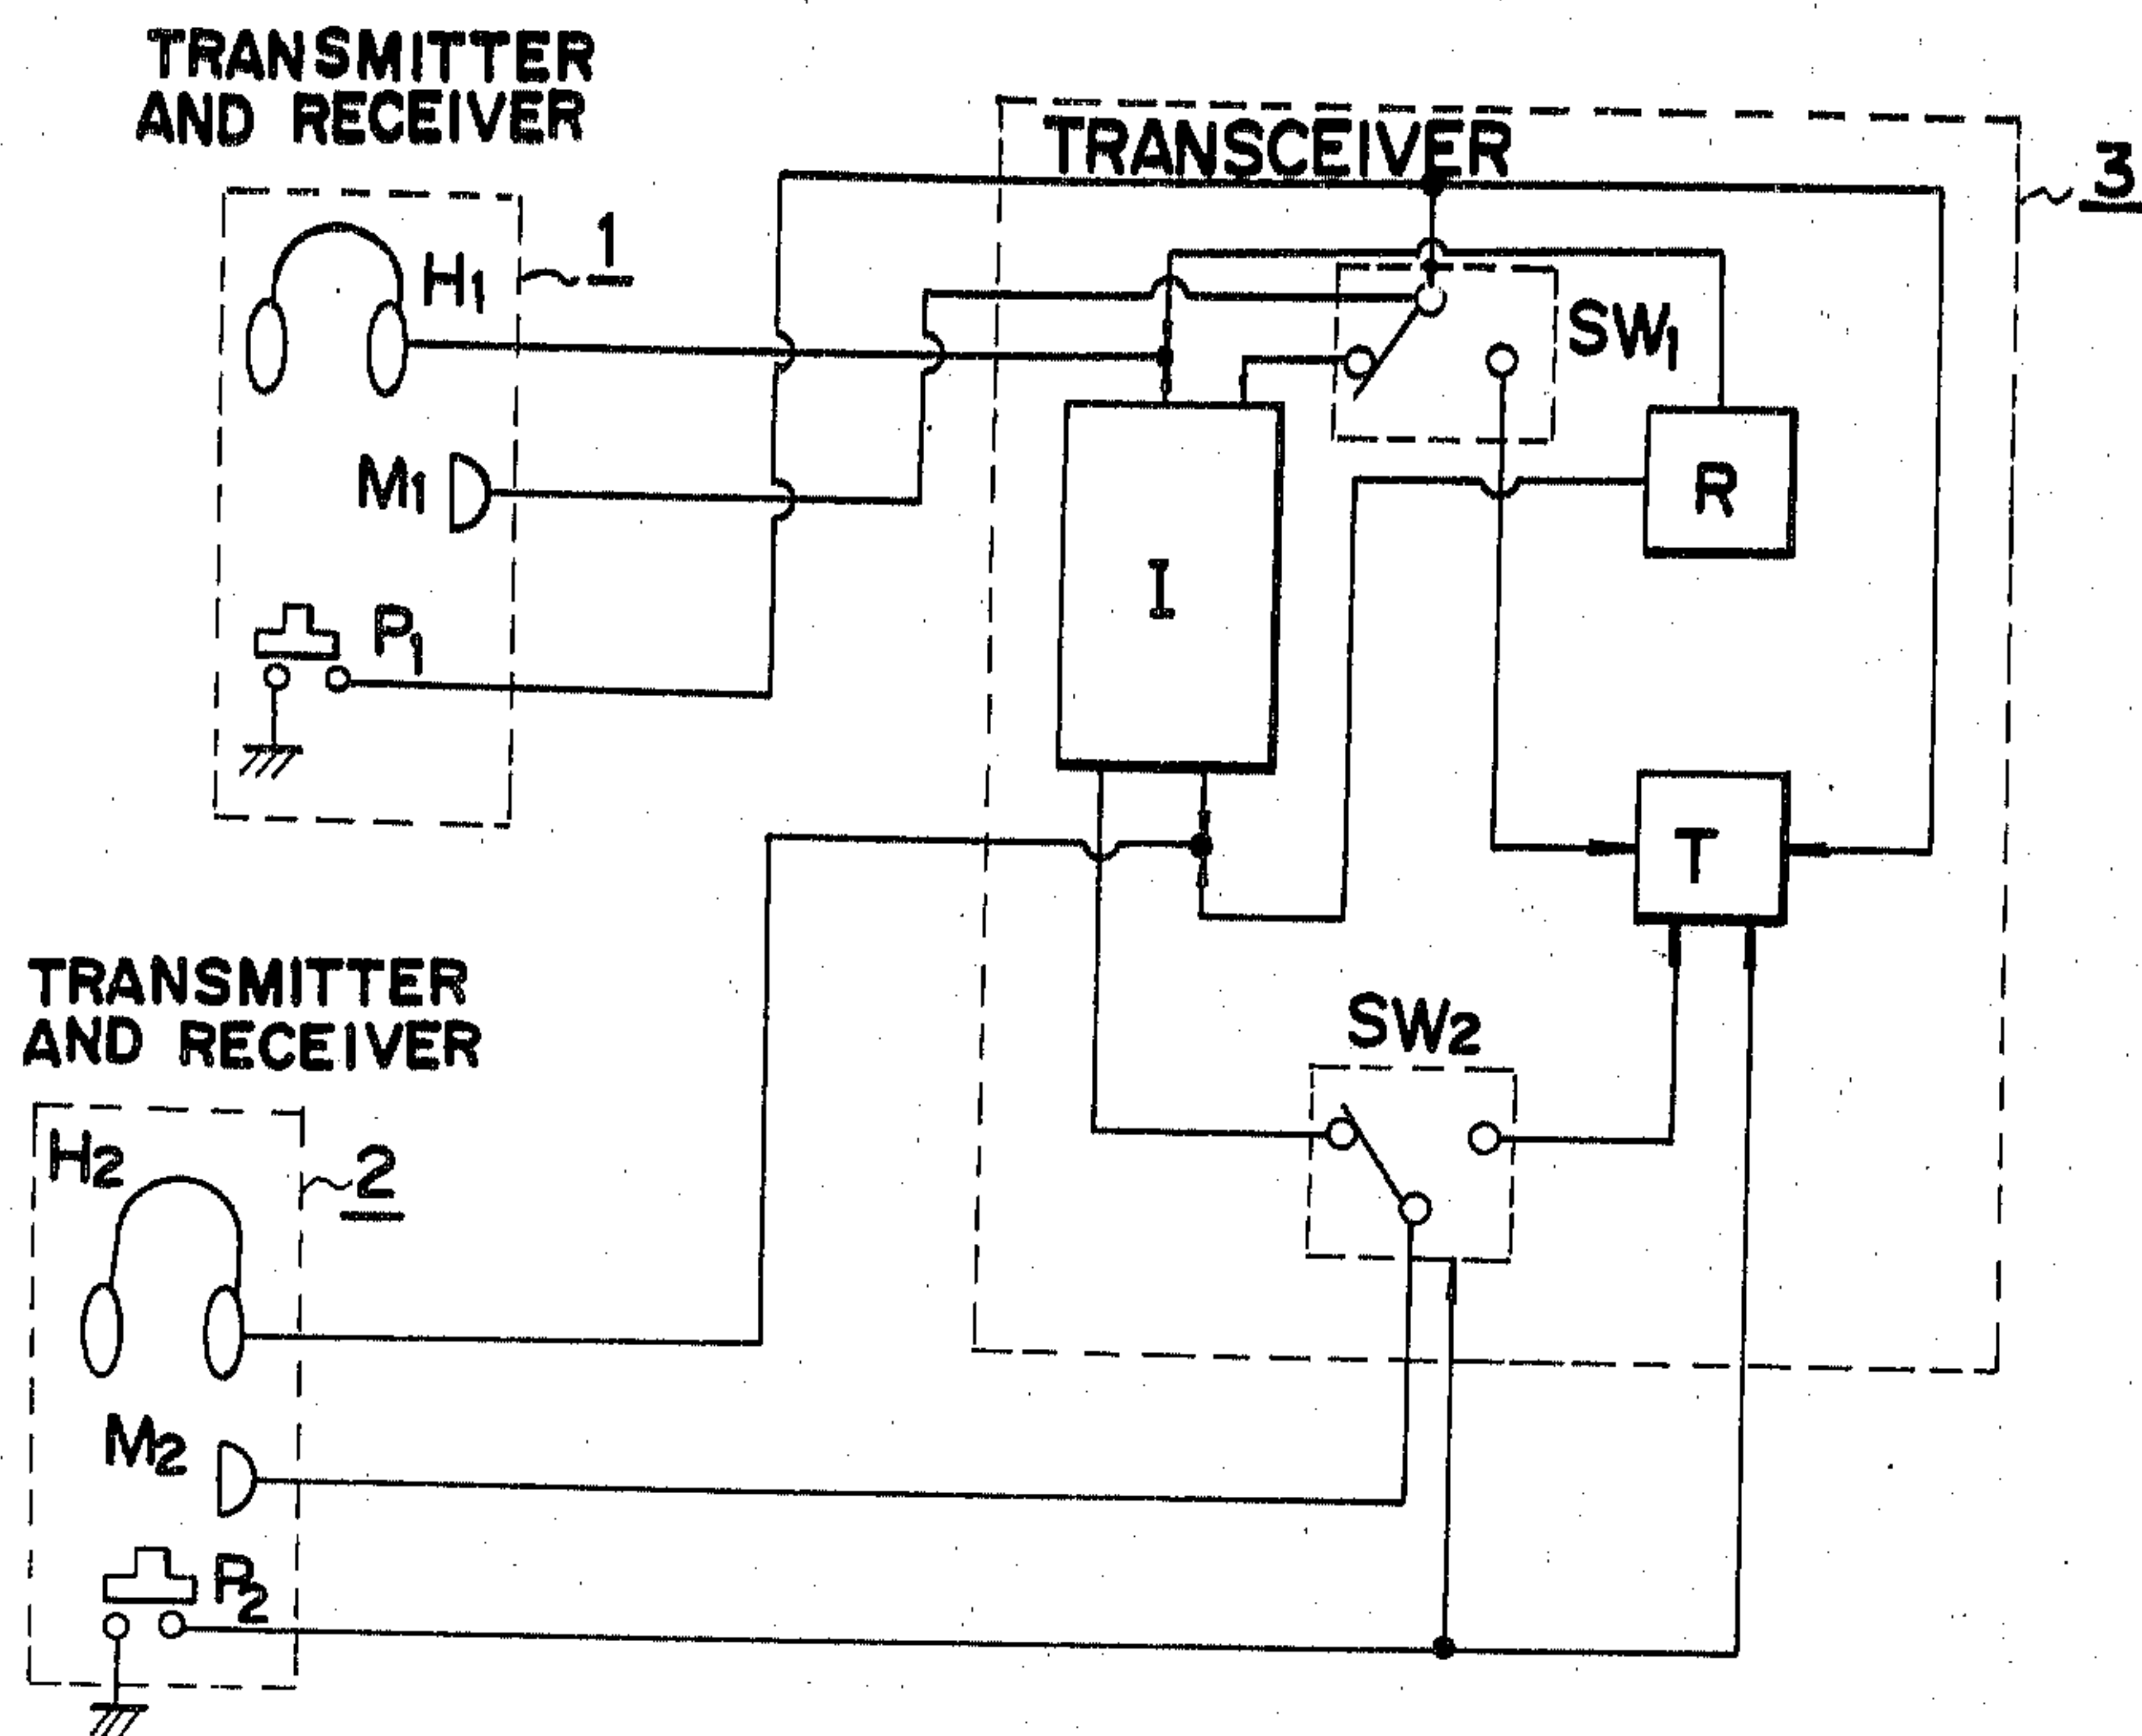 TRANSMITTER
AND RECEIVER
TRANSCEIVER
3
1
H1
SW1
M1
R
I
P1
T
TRANSMITTER
AND RECEIVER
SW2
H2
2
M2
P2